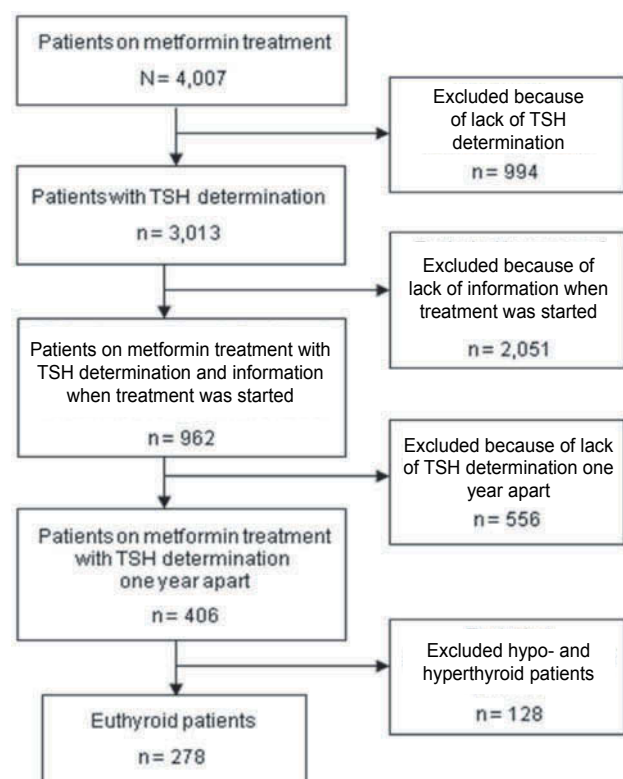 Patients on metformin treatment
N= 4,007
Excluded because
of lack of TSH
determination
n= 994
Patients with TSH determination
n= 3,013
Excluded because of
lack of information when
treatment was started
n= 2,051
Patients on metformin treatment with
TSH determination and information
when treatment was started
n= 962
Excluded because of lack
of TSH determination one
year apart
n= 556
Patients on metformin treatment
with TSH determination
one year apart
n= 406
Excluded hypo- and
hyperthyroid patients
n= 128
Euthyroid patients
n= 278